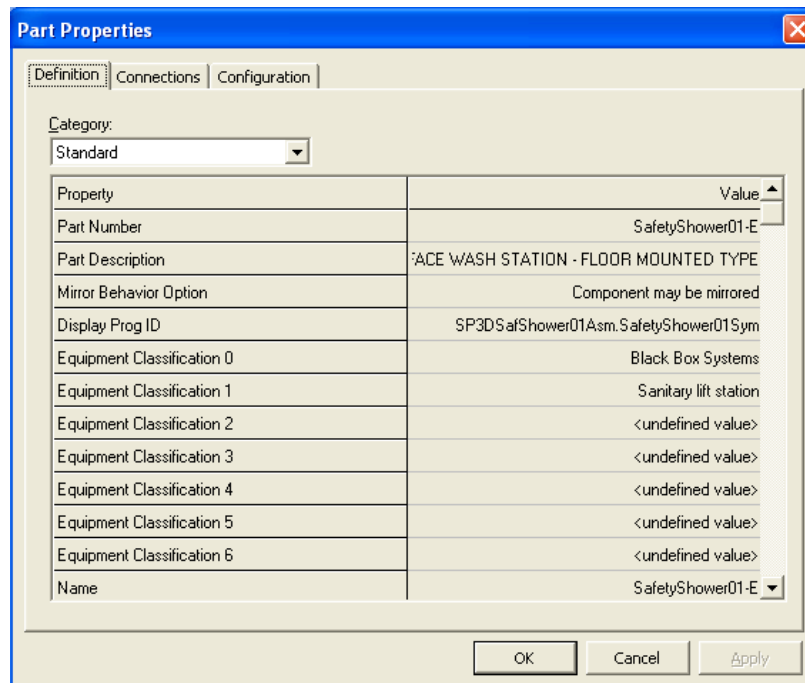 Part Properties
Definition Connections Configuration
Category:
Standard
Property Value
Part Number SafetyShower01-E
Part Description FACE WASH STATION - FLOOR MOUNTED TYPE
Mirror Behavior Option Component may be mirrored
Display Prog ID SP3DSafShower01Asm.SafetyShower01Sym
Equipment Classification 0 Black Box Systems
Equipment Classification 1 Sanitary lift station
Equipment Classification 2 <undefined value>
Equipment Classification 3 <undefined value>
Equipment Classification 4 <undefined value>
Equipment Classification 5 <undefined value>
Equipment Classification 6 <undefined value>
Name SafetyShower01-E
OK Cancel Apply